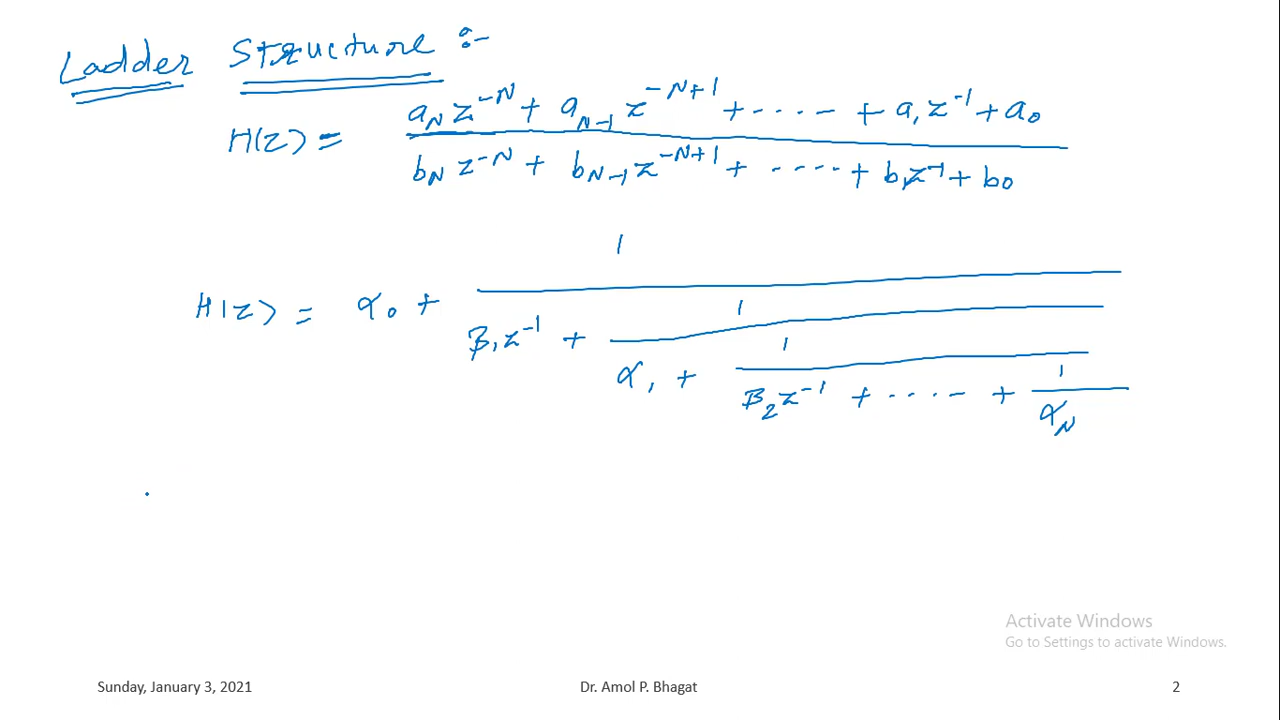 Ladder Structure :-
H(z) = a_N z^-N + a_N-1 z^-N+1 + ..... + a_1 z^-1 + a_0
b_N z^-N + b_N-1 z^-N+1 + ..... + b_1 z^-1 + b_0
1
H(z) = α_0 +
1
β_1 z^-1 +
1
α_1 +
1
β_2 z^-1 + ..... +
α_N
Activate Windows
Go to Settings to activate Windows.
Sunday, January 3, 2021
Dr. Amol P. Bhagat
2